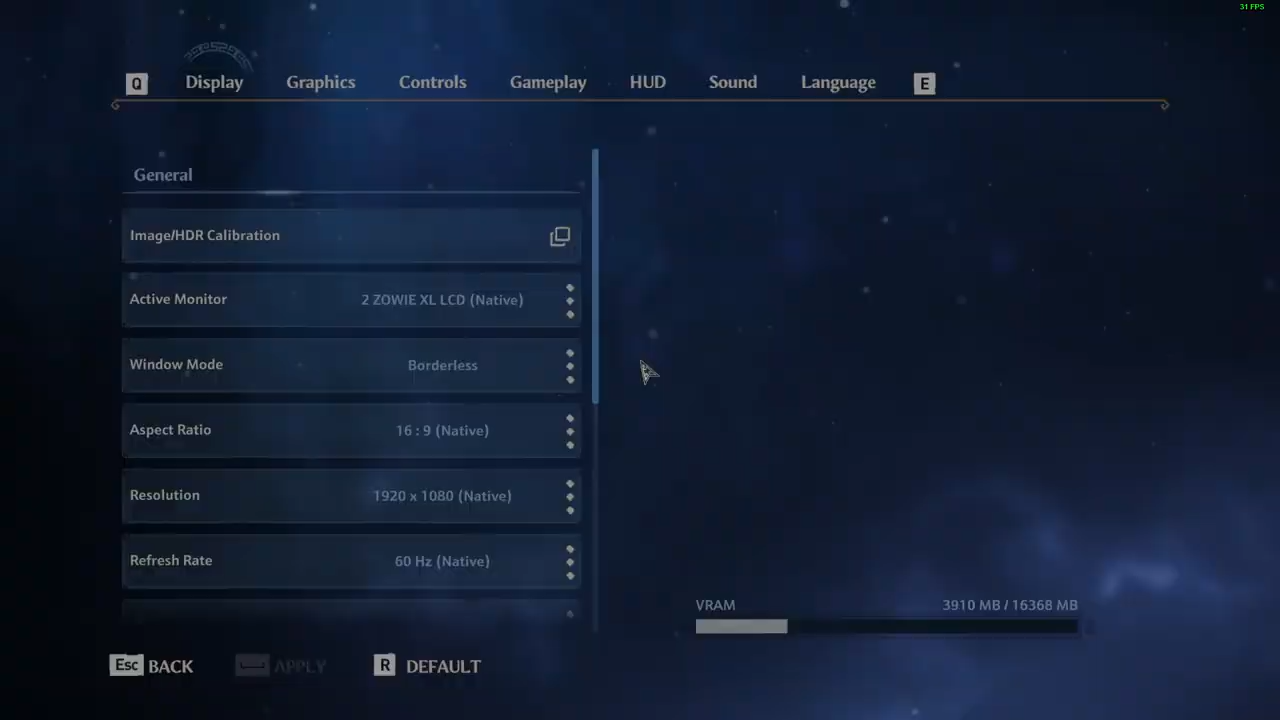 31 FPS
Q Display Graphics Controls Gameplay HUD Sound Language E
General
Image/HDR Calibration
Active Monitor 2 ZOWIE XL LCD (Native)
Window Mode Borderless
Aspect Ratio 16 : 9 (Native)
Resolution 1920 x 1080 (Native)
Refresh Rate 60 Hz (Native)
VRAM 3910 MB / 16368 MB
Esc BACK APPLY R DEFAULT